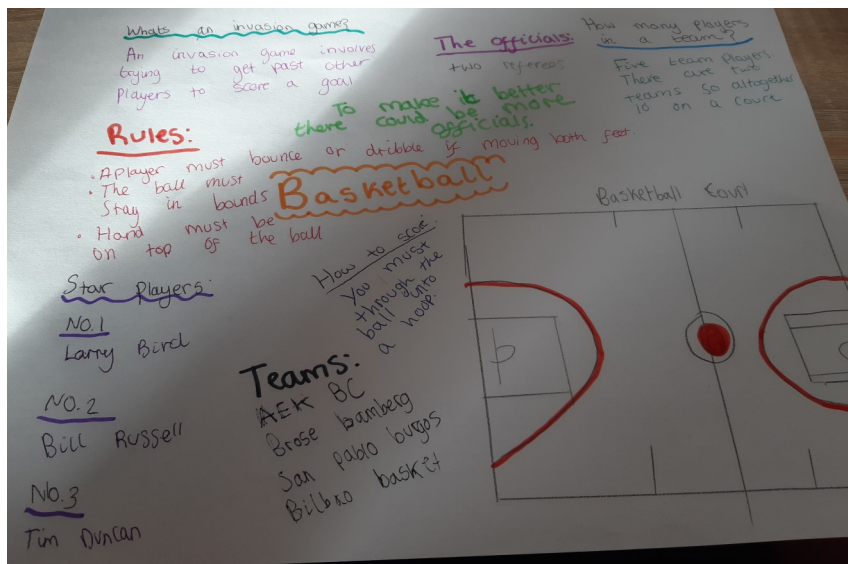 Whats an invasion game?
An invasion game involves
trying to get past other
Players to score a goal
The officials:
two referees
How many players
in a team?
Five team players
There are two
teams so altogether
10 on a court
To make it better
there could be more
officials.
Rules:
• A player must bounce or dribble if moving both feet.
• The ball must
Stay in bounds
• Hand must be
on top of the ball
Basketball
Basketball Court
How to score:
You must
through the
ball into
a hoop.
Star Players:
No.1
Larry Bird
No.2
Bill Russell
No.3
Tim Duncan
Teams:
AEK BC
Brose bamberg
San pablo burgos
Bilbao basket